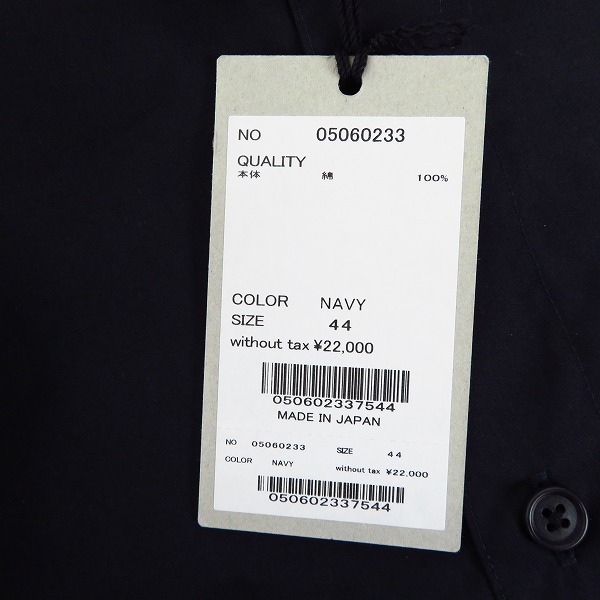 NO 05060233
QUALITY
本体 綿 100%
COLOR NAVY
SIZE 44
without tax ¥22,000
050602337544
MADE IN JAPAN
NO 05060233 SIZE 44
COLOR NAVY without tax ¥22,000
050602337544